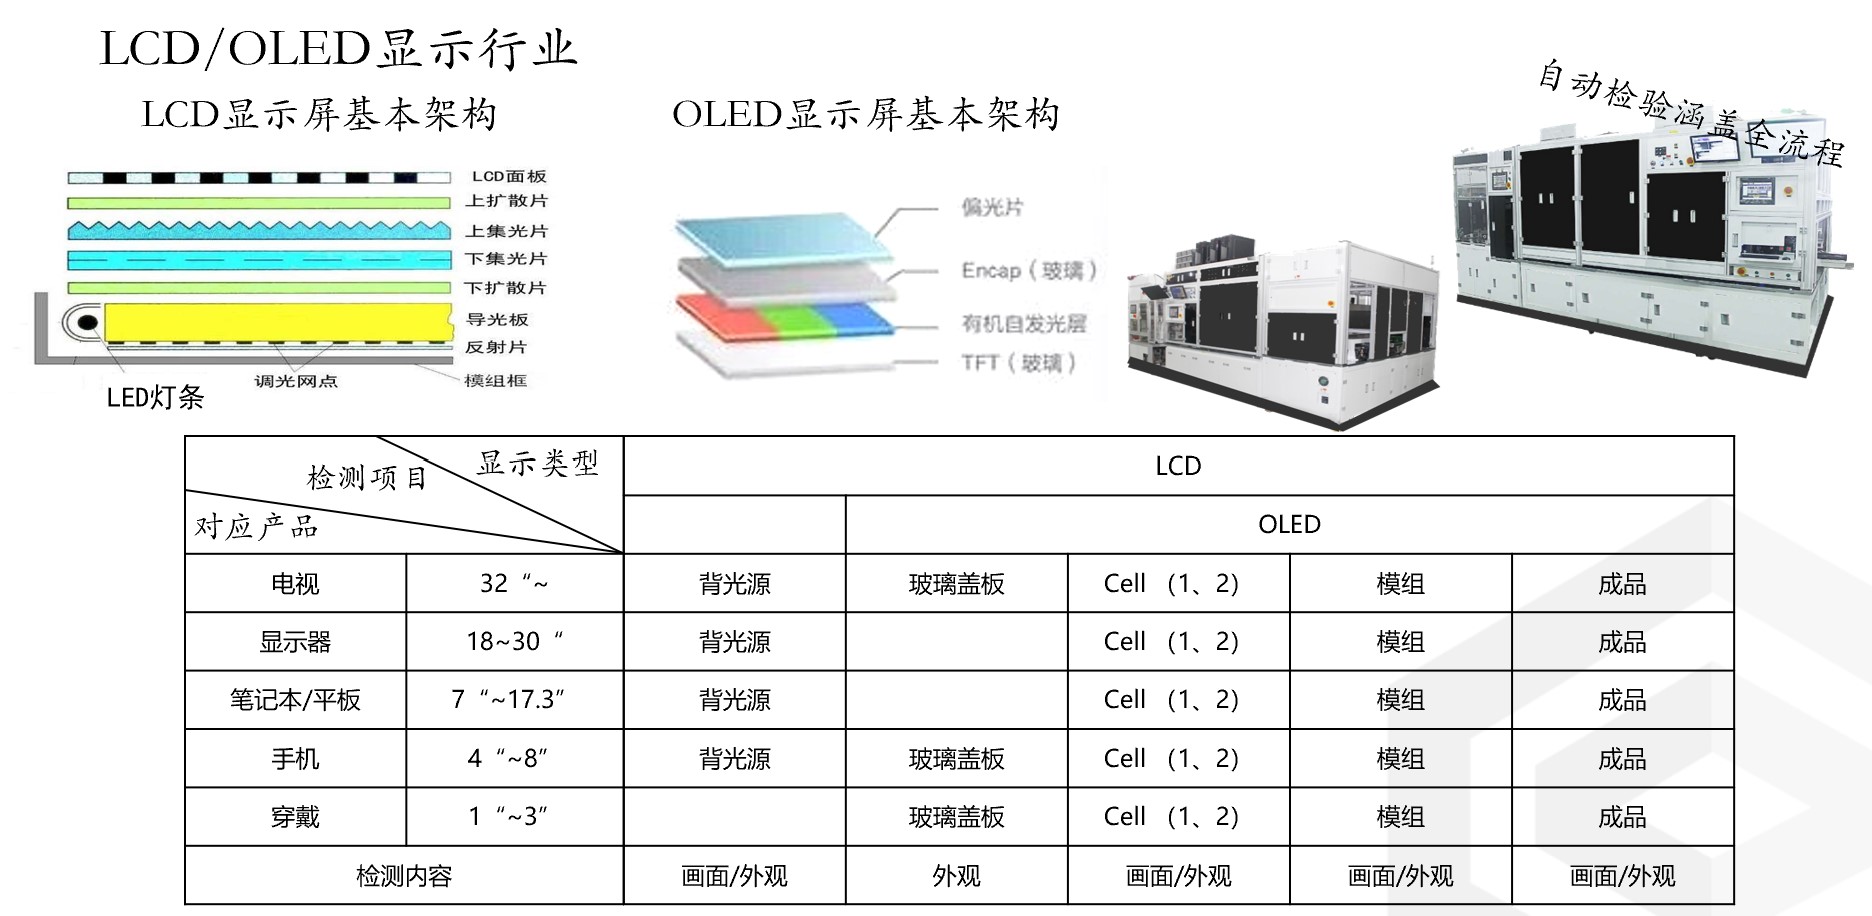 LCD/OLED显示行业
LCD显示屏基本架构
OLED显示屏基本架构
自动检验涵盖全流程
LCD面板
上扩散片
上集光片
下集光片
下扩散片
导光板
反射片
模组框
调光网点
LED灯条
偏光片
Encap（玻璃）
有机自发光层
TFT（玻璃）
显示类型
检测项目
对应产品
LCD
OLED
电视 32“~ 背光源 玻璃盖板 Cell （1、2） 模组 成品
显示器 18~30“ 背光源 Cell （1、2） 模组 成品
笔记本/平板 7“~17.3” 背光源 Cell （1、2） 模组 成品
手机 4“~8” 背光源 玻璃盖板 Cell （1、2） 模组 成品
穿戴 1“~3” 玻璃盖板 Cell （1、2） 模组 成品
检测内容 画面/外观 外观 画面/外观 画面/外观 画面/外观